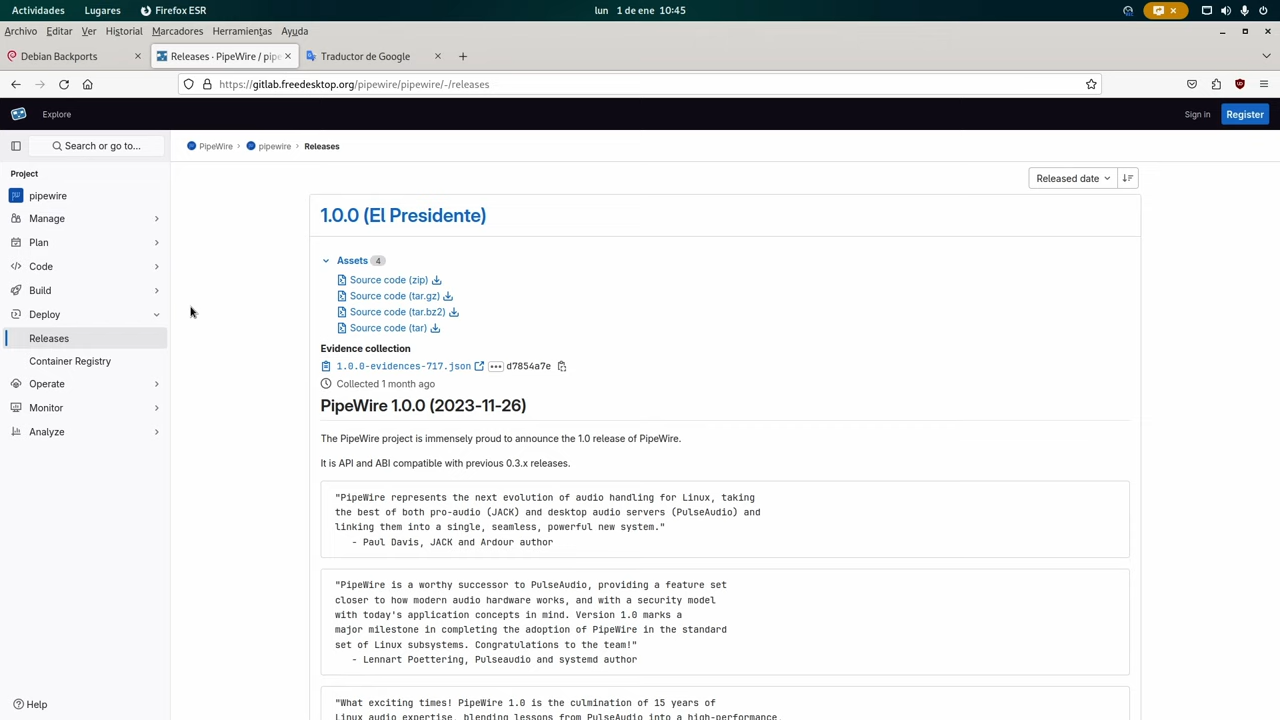 Actividades Lugares Firefox ESR lun 1 de ene 10:45
Archivo Editar Ver Historial Marcadores Herramientas Ayuda
Debian Backports Releases · PipeWire / pipe Traductor de Google
https://gitlab.freedesktop.org/pipewire/pipewire/-/releases
Explore Sign in Register
Search or go to... PipeWire › pipewire › Releases
Project
Released date
pipewire
Manage
Plan
Code
Build
Deploy
Releases
Container Registry
Operate
Monitor
Analyze
Help
1.0.0 (El Presidente)
Assets 4
Source code (zip)
Source code (tar.gz)
Source code (tar.bz2)
Source code (tar)
Evidence collection
1.0.0-evidences-717.json d7854a7e
Collected 1 month ago
PipeWire 1.0.0 (2023-11-26)
The PipeWire project is immensely proud to announce the 1.0 release of PipeWire.
It is API and ABI compatible with previous 0.3.x releases.
"PipeWire represents the next evolution of audio handling for Linux, taking
the best of both pro-audio (JACK) and desktop audio servers (PulseAudio) and
linking them into a single, seamless, powerful new system."
- Paul Davis, JACK and Ardour author
"PipeWire is a worthy successor to PulseAudio, providing a feature set
closer to how modern audio hardware works, and with a security model
with today's application concepts in mind. Version 1.0 marks a
major milestone in completing the adoption of PipeWire in the standard
set of Linux subsystems. Congratulations to the team!"
- Lennart Poettering, Pulseaudio and systemd author
"What exciting times! PipeWire 1.0 is the culmination of 15 years of
Linux audio expertise, blending lessons from PulseAudio into a high-performance,